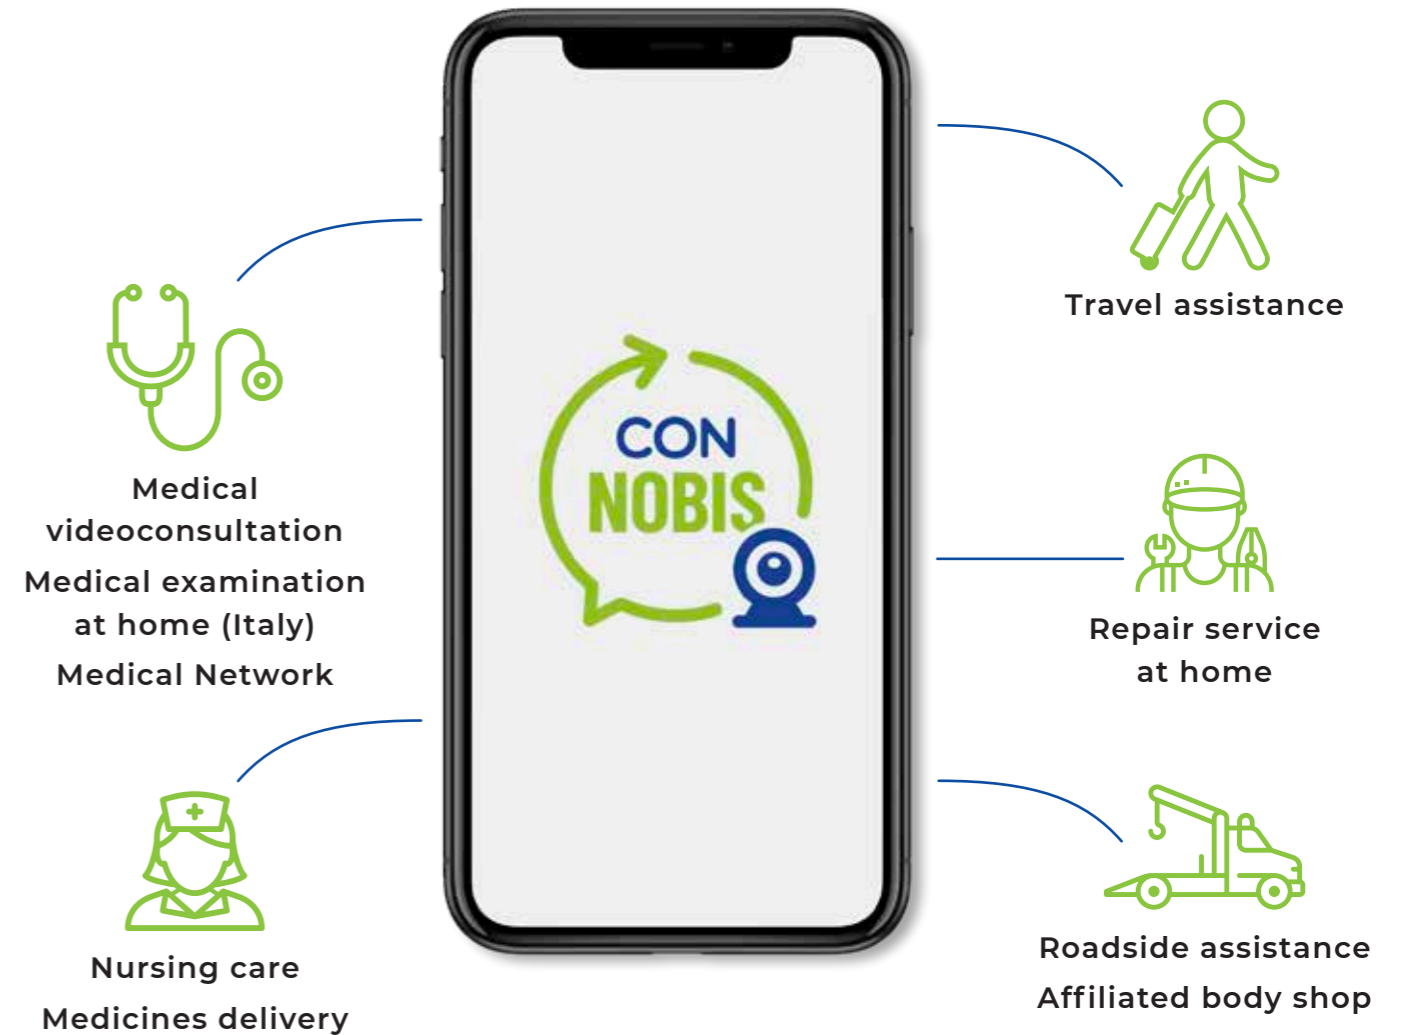 Medical
videoconsultation
Medical examination
at home (Italy)
Medical Network
Nursing care
Medicines delivery
CON
NOBIS
Travel assistance
Repair service
at home
Roadside assistance
Affiliated body shop